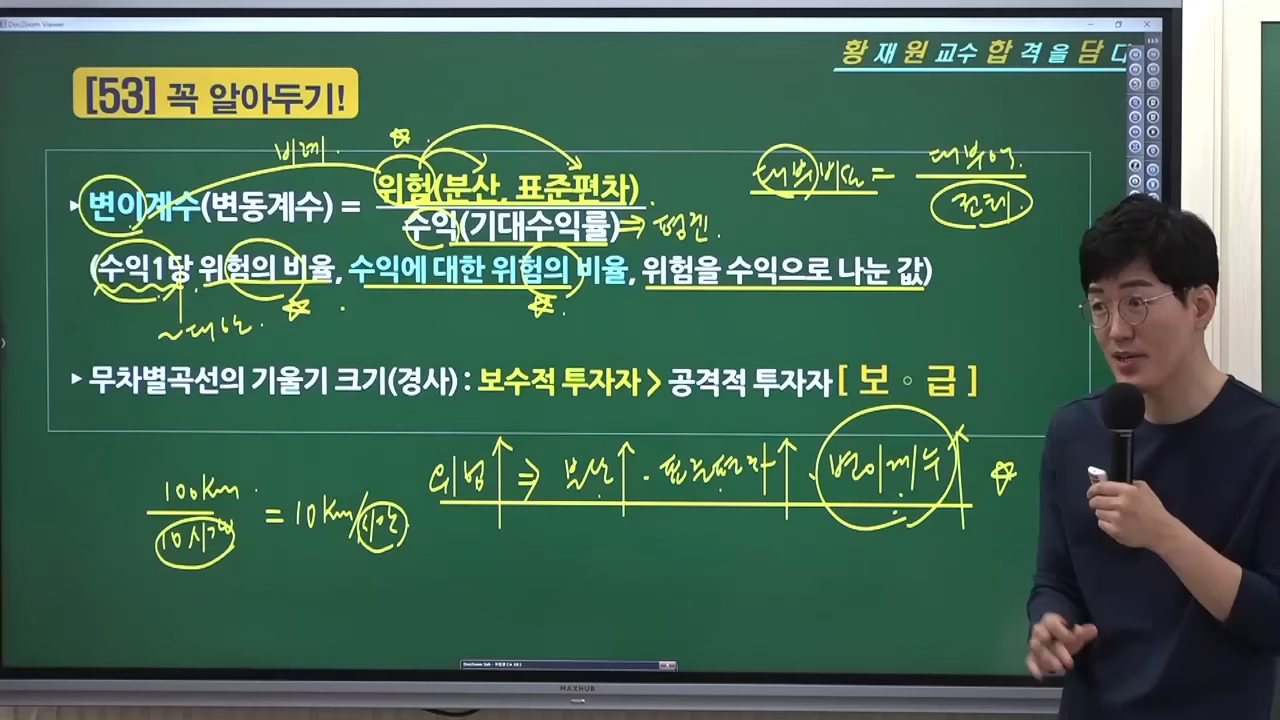 DocZoom Viewer
황재원 교수 합격을 담다
[53] 꼭 알아두기!
비례
대부비율 = 대부액 / 전체
▸ 변이계수(변동계수) = 위험(분산, 표준편차) / 수익(기대수익률) ⇒ 평균
(수익1당 위험의 비율, 수익에 대한 위험의 비율, 위험을 수익으로 나눈 값)
~대한
▸ 무차별곡선의 기울기 크기(경사) : 보수적 투자자 > 공격적 투자자 [ 보 。 급 ]
위험↑ ⇒ 분산↑ · 표준편차↑ · 변이계수↑
100km / 10시간 = 10km/시간
MAXHUB